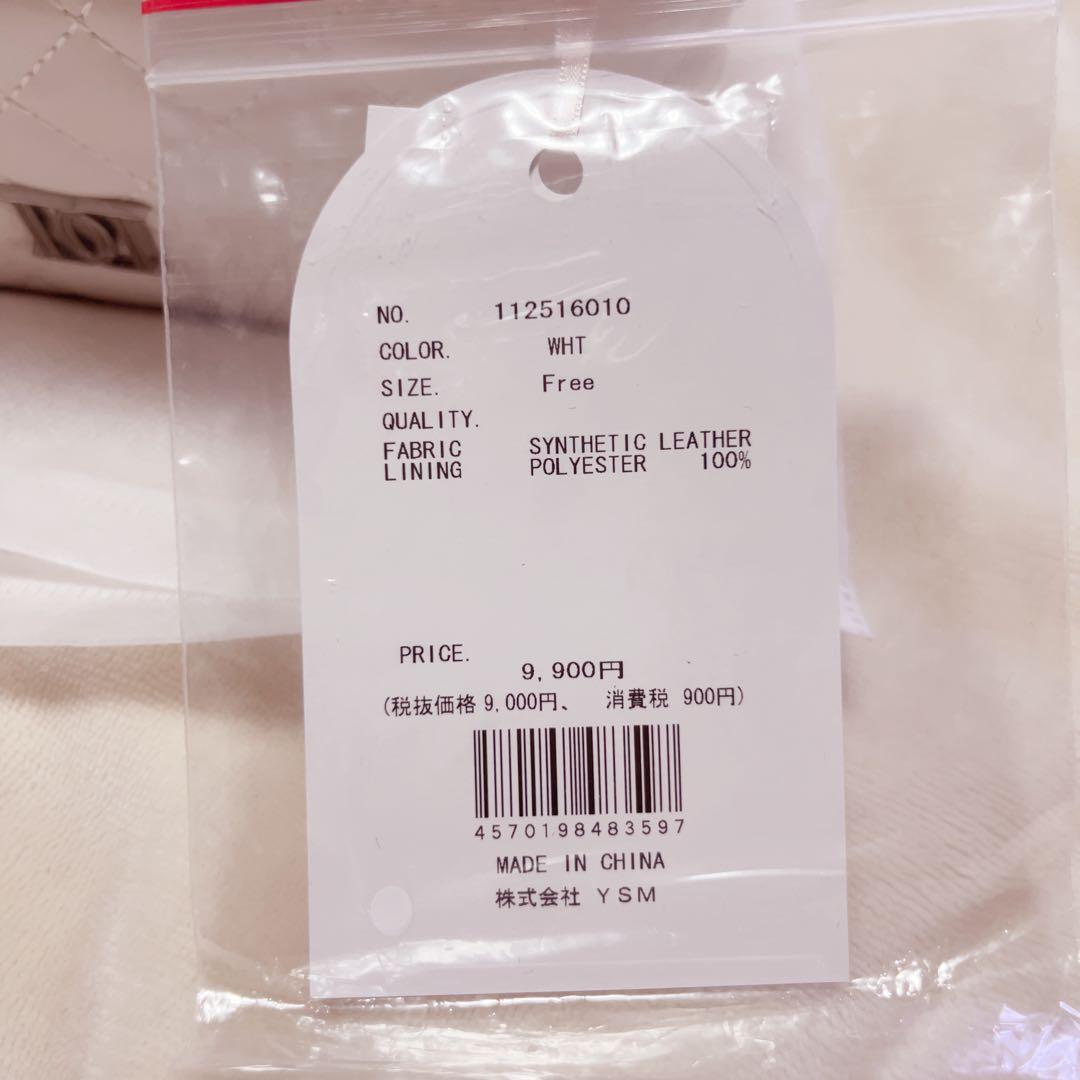 NO. 112516010
COLOR. WHT
SIZE. Free
QUALITY.
FABRIC SYNTHETIC LEATHER
LINING POLYESTER 100%
PRICE. 9,900円
(税抜価格 9,000円、 消費税 900円)
4570198483597
MADE IN CHINA
株式会社 YSM